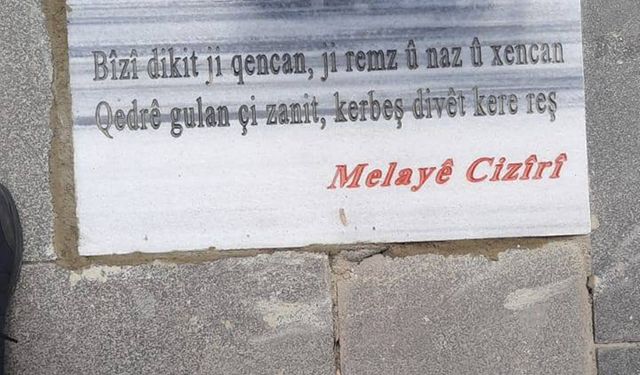 Bîzî dikit ji qencan, ji remz û naz û xencan
Qedrê gulan çi zanit, kerbeş divêt kere reş
Melayê Cizîrî